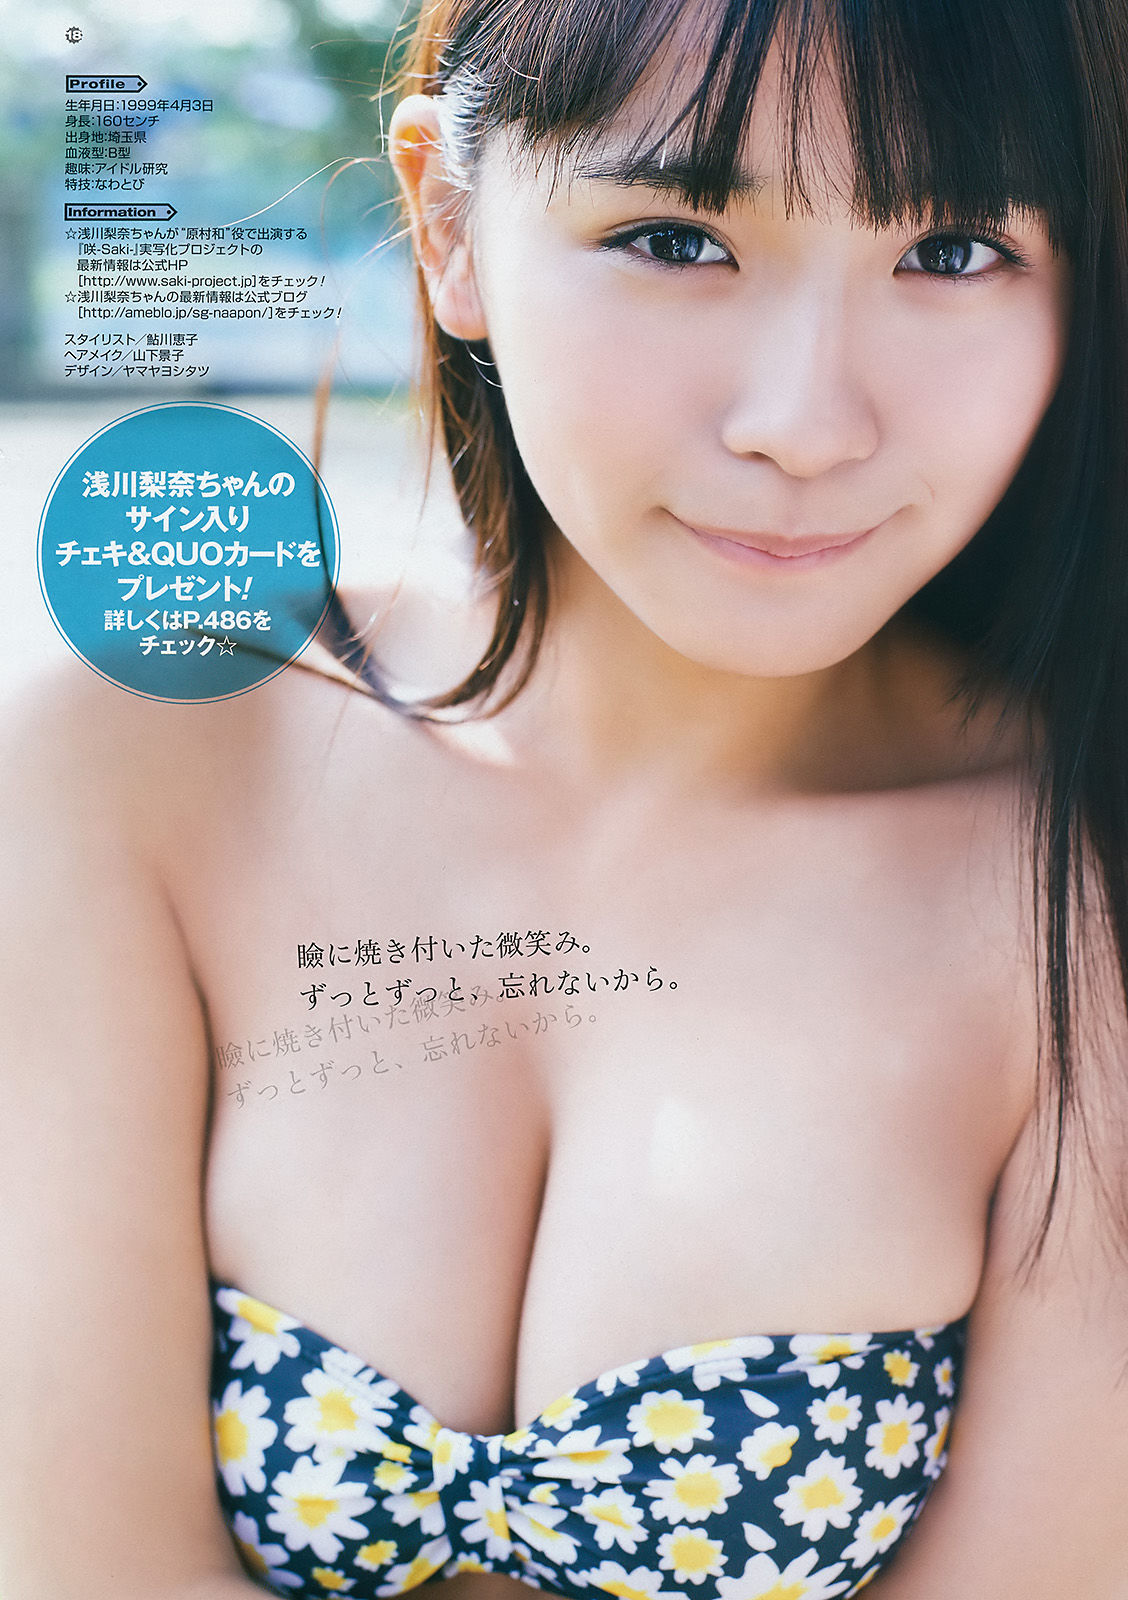 18
Profile
生年月日:1999年4月3日
身長:160センチ
出身地:埼玉県
血液型:B型
趣味:アイドル研究
特技:なわとび
Information
☆浅川梨奈ちゃんが“原村和”役で出演する
『咲-Saki-』実写化プロジェクトの
最新情報は公式HP
[http://www.saki-project.jp]をチェック!
☆浅川梨奈ちゃんの最新情報は公式ブログ
[http://ameblo.jp/sg-naapon/]をチェック!
スタイリスト/鮎川恵子
ヘアメイク/山下景子
デザイン/ヤマヤヨシタツ
浅川梨奈ちゃんの
サイン入り
チェキ&QUOカードを
プレゼント!
詳しくはP.486を
チェック☆
瞼に焼き付いた微笑み。
ずっとずっと、忘れないから。
瞼に焼き付いた微笑み。
ずっとずっと、忘れないから。